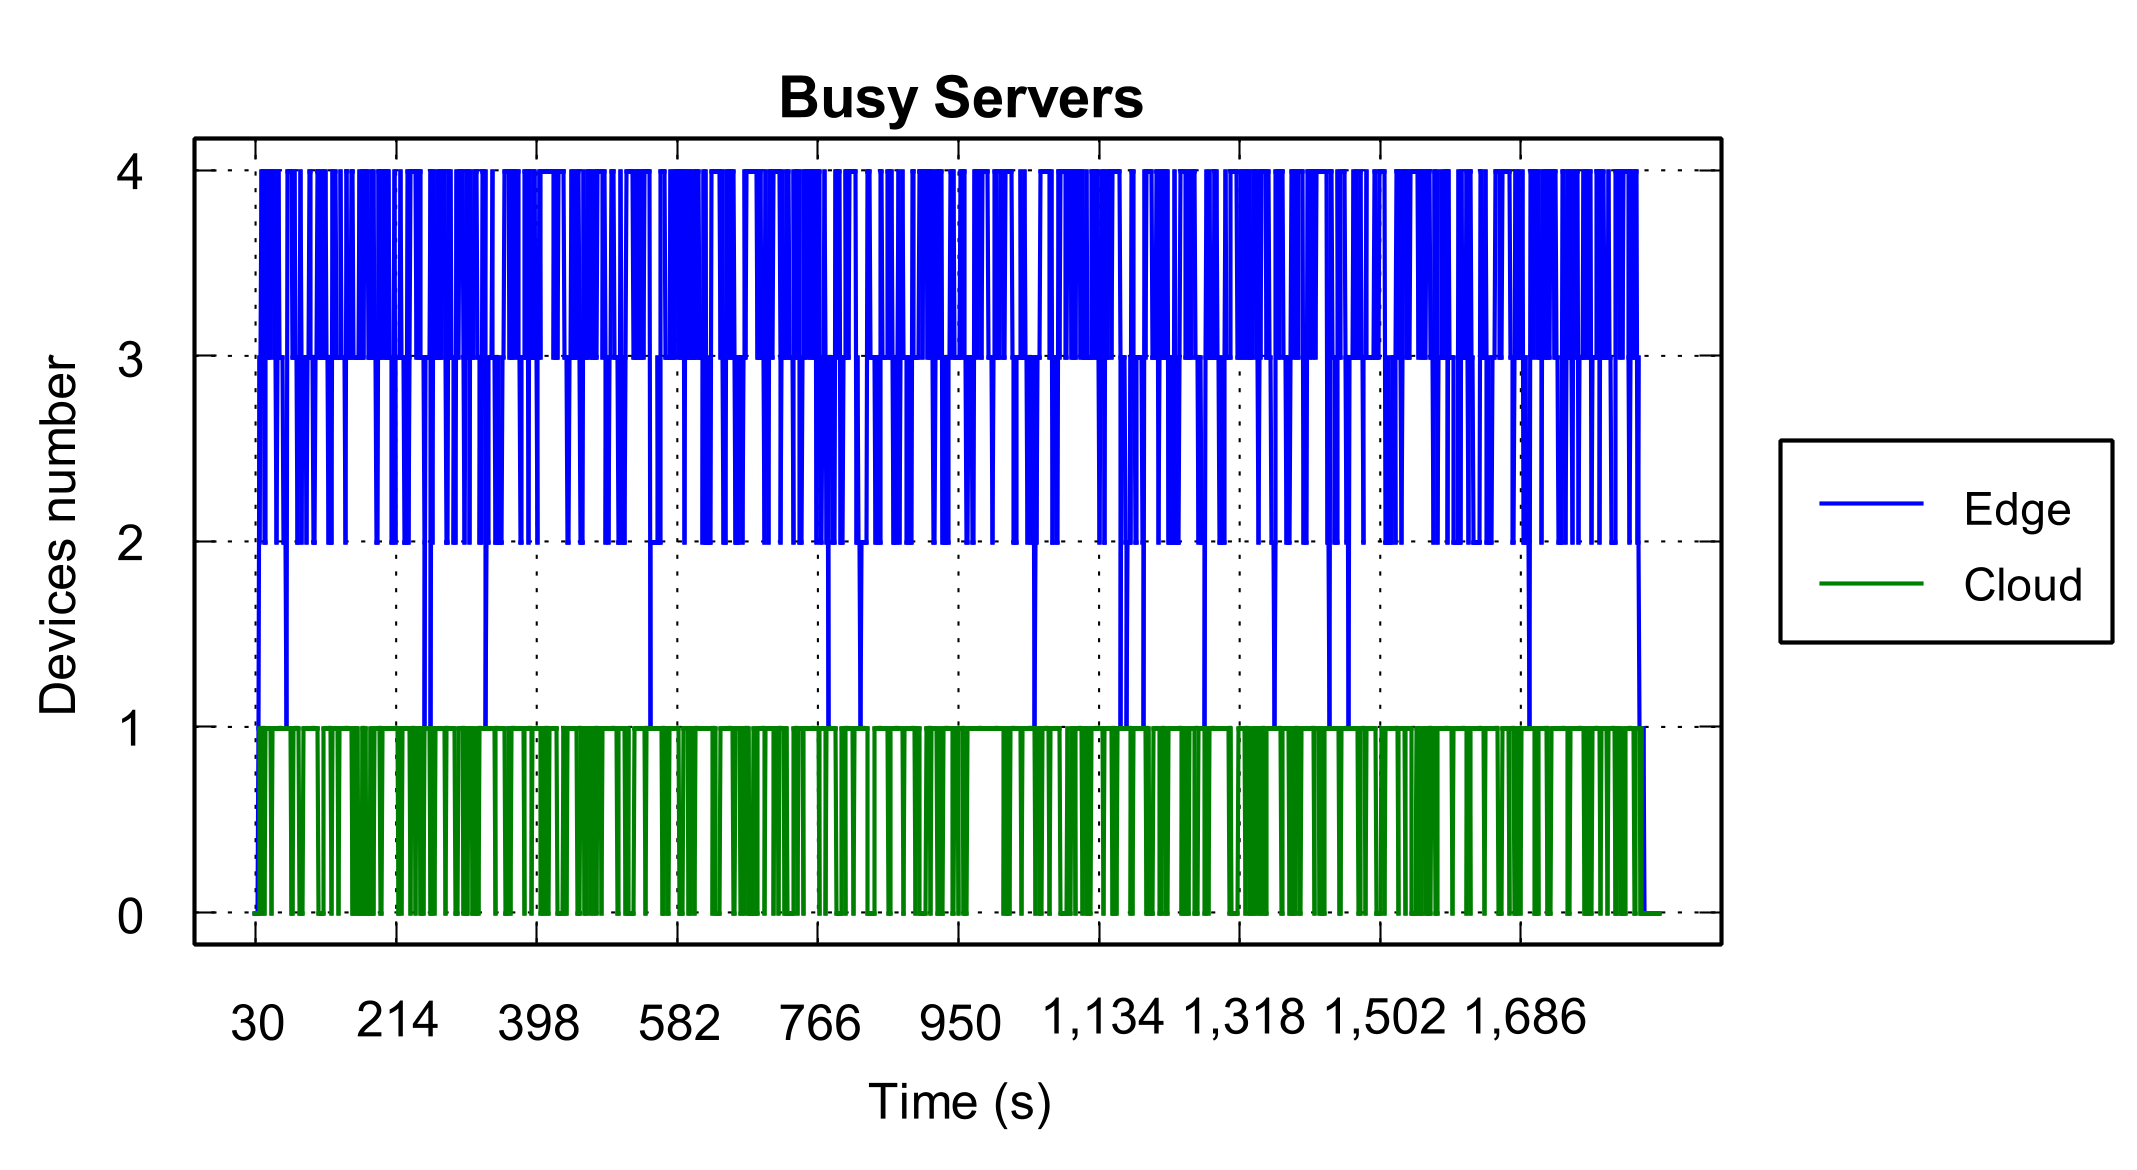 Busy Servers
4
3
2
1
0
Devices number
30 214 398 582 766 950 1,134 1,318 1,502 1,686
Time (s)
Edge
Cloud